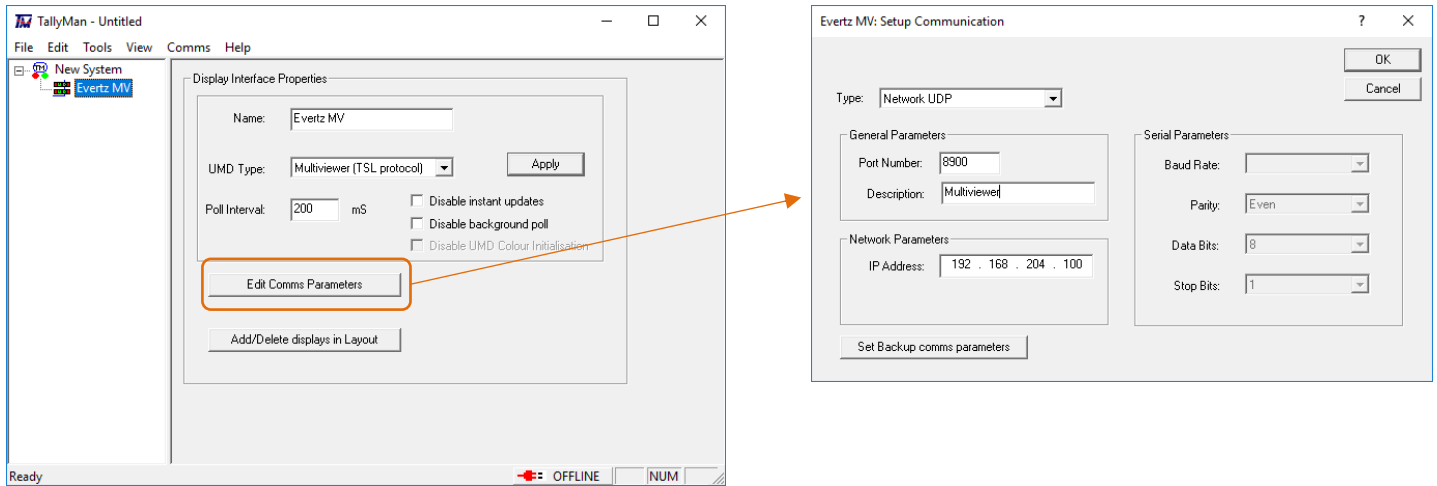 TallyMan - Untitled
File Edit Tools View Comms Help
New System
Evertz MV
Display Interface Properties
Name: Evertz MV
UMD Type: Multiviewer (TSL protocol)
Apply
Poll Interval: 200 mS
Disable instant updates
Disable background poll
Disable UMD Colour Initialisation
Edit Comms Parameters
Add/Delete displays in Layout
Ready
OFFLINE
NUM
Evertz MV: Setup Communication
OK
Cancel
Type: Network UDP
General Parameters
Port Number: 8900
Description: Multiviewer
Network Parameters
IP Address: 192 . 168 . 204 . 100
Serial Parameters
Baud Rate:
Parity: Even
Data Bits: 8
Stop Bits: 1
Set Backup comms parameters